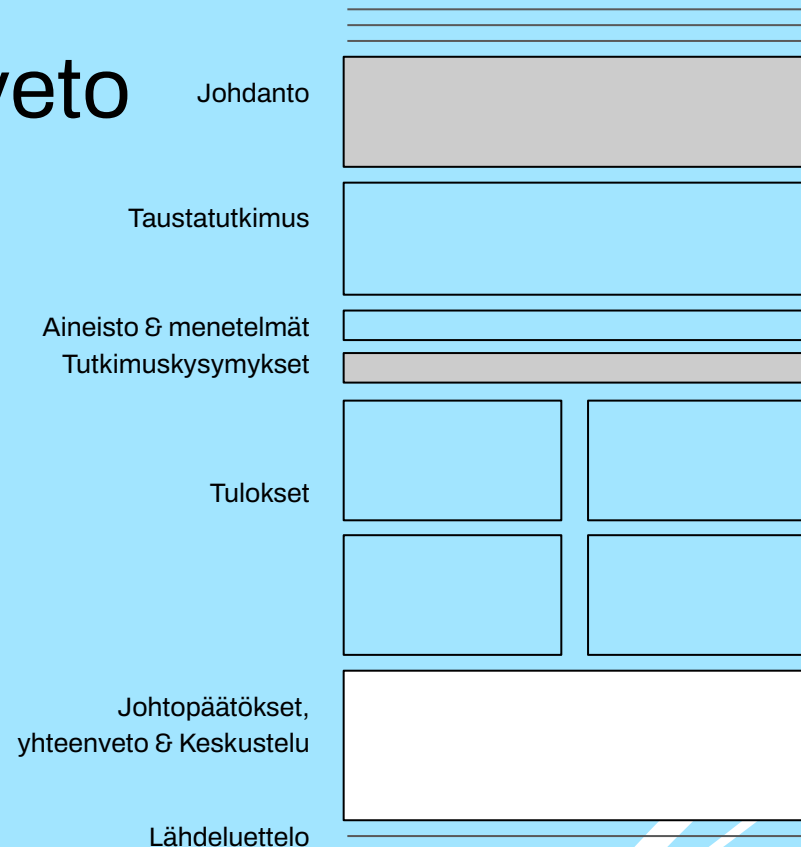 veto
Johdanto
Taustatutkimus
Aineisto & menetelmät
Tutkimuskysymykset
Tulokset
Johtopäätökset,
yhteenveto & Keskustelu
Lähdeluettelo